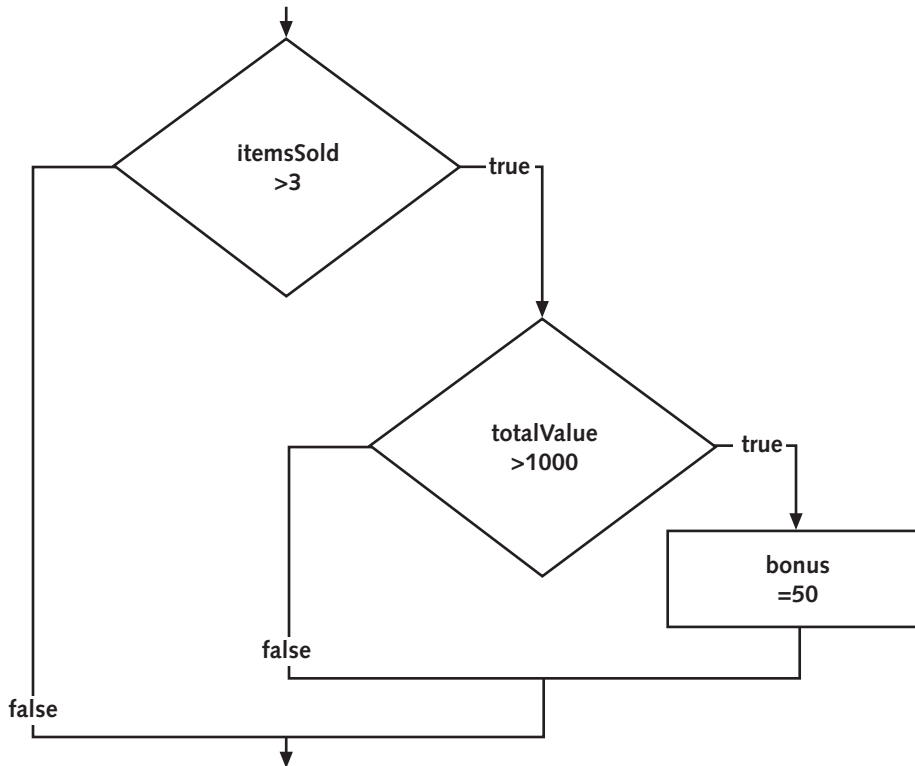 itemsSold
>3
true
totalValue
>1000
true
bonus
=50
false
false